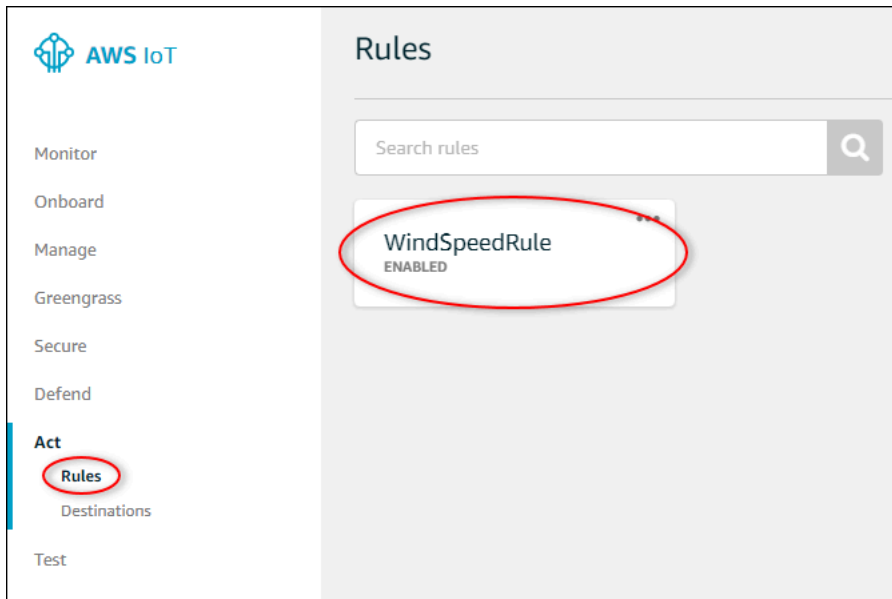 AWS IoT
Monitor
Onboard
Manage
Greengrass
Secure
Defend
Act
Rules
Destinations
Test
Rules
Search rules
WindSpeedRule
ENABLED